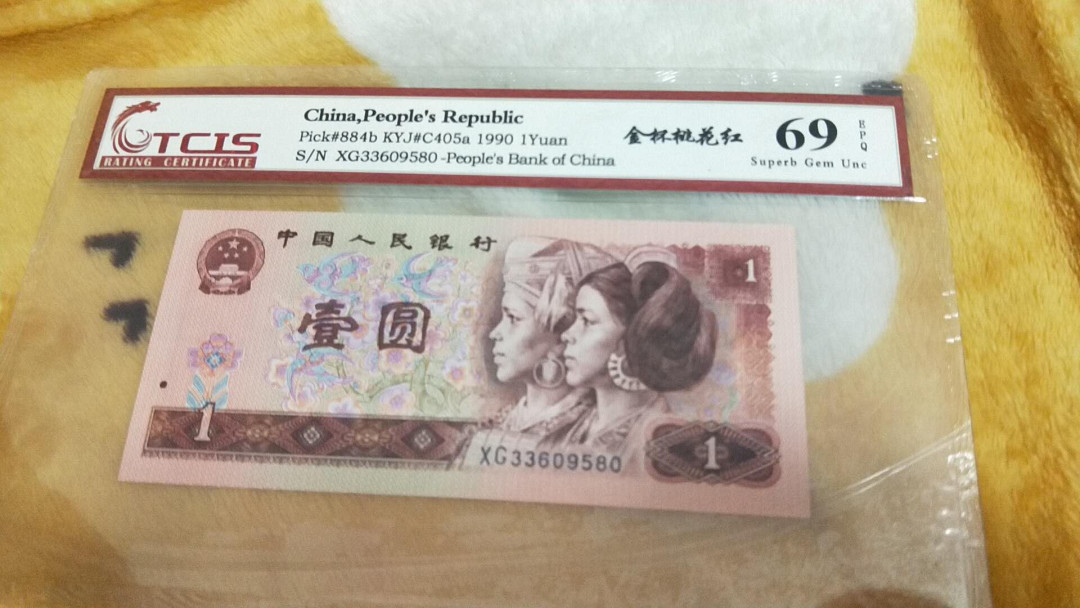 TCIS
RATING CERTIFICATE
China,People's Republic
Pick#884b KYJ#C405a 1990 1Yuan
S/N XG33609580-People's Bank of China
金杯桃花红
69
EPQ
Superb Gem Unc
中国人民银行
1
壹圆
1
XG33609580
1